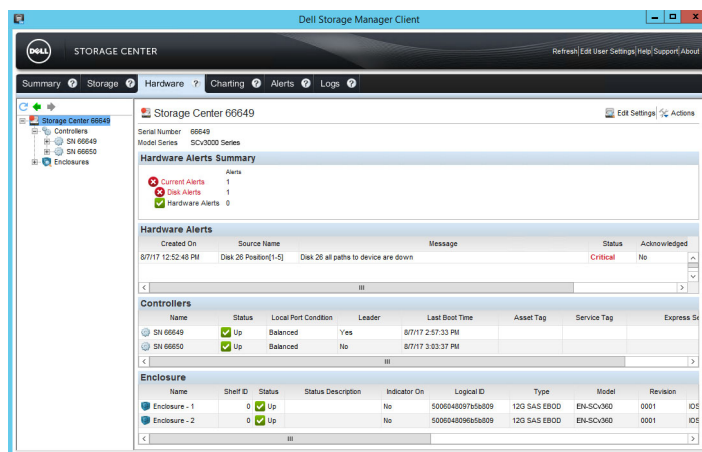 Dell Storage Manager Client
DELL STORAGE CENTER Refresh|Edit User Settings|Help|Support|About
Summary ? Storage ? Hardware ? Charting ? Alerts ? Logs ?
Storage Center 66649
Controllers
SN 66649
SN 66650
Enclosures
Storage Center 66649 Edit Settings Actions
Serial Number 66649
Model Series SCv3000 Series
Hardware Alerts Summary
Alerts
Current Alerts 1
Disk Alerts 1
Hardware Alerts 0
Hardware Alerts
Created On Source Name Message Status Acknowledged
8/7/17 12:52:48 PM Disk 26 Position[1-5] Disk 26 all paths to device are down Critical No
Controllers
Name Status Local Port Condition Leader Last Boot Time Asset Tag Service Tag Express Se
SN 66649 Up Balanced Yes 8/7/17 2:57:33 PM
SN 66650 Up Balanced No 8/7/17 3:03:37 PM
Enclosure
Name Shelf ID Status Status Description Indicator On Logical ID Type Model Revision
Enclosure - 1 0 Up No 5006048097b5b809 12G SAS EBOD EN-SCv360 0001 IOS
Enclosure - 2 0 Up No 5006048096b5b809 12G SAS EBOD EN-SCv360 0001 IOS